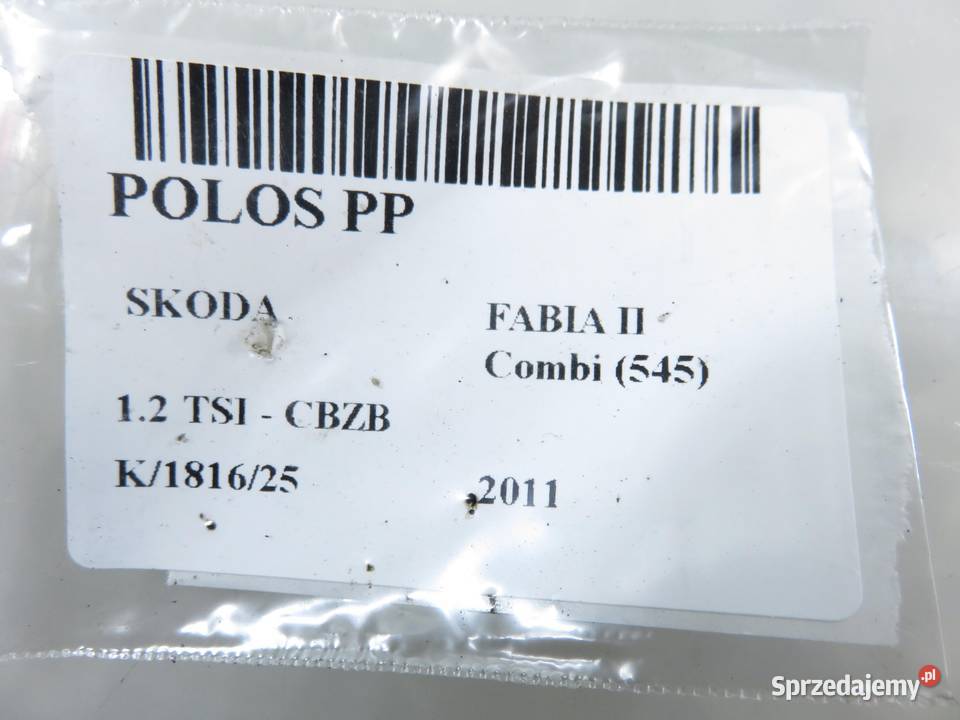 POLOS PP
SKODA
FABIA II
Combi (545)
1.2 TSI - CBZB
K/1816/25
2011
Sprzedajemy.pl